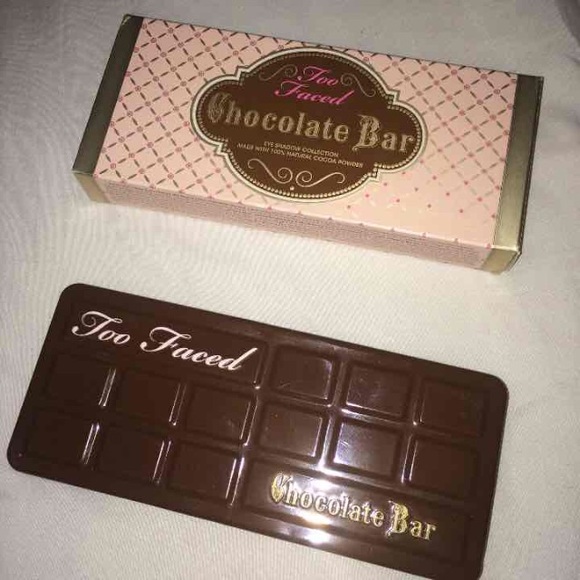 Too
Faced
Chocolate Bar
EYE SHADOW COLLECTION
MADE WITH 100% NATURAL COCOA POWDER
Too Faced
Chocolate Bar